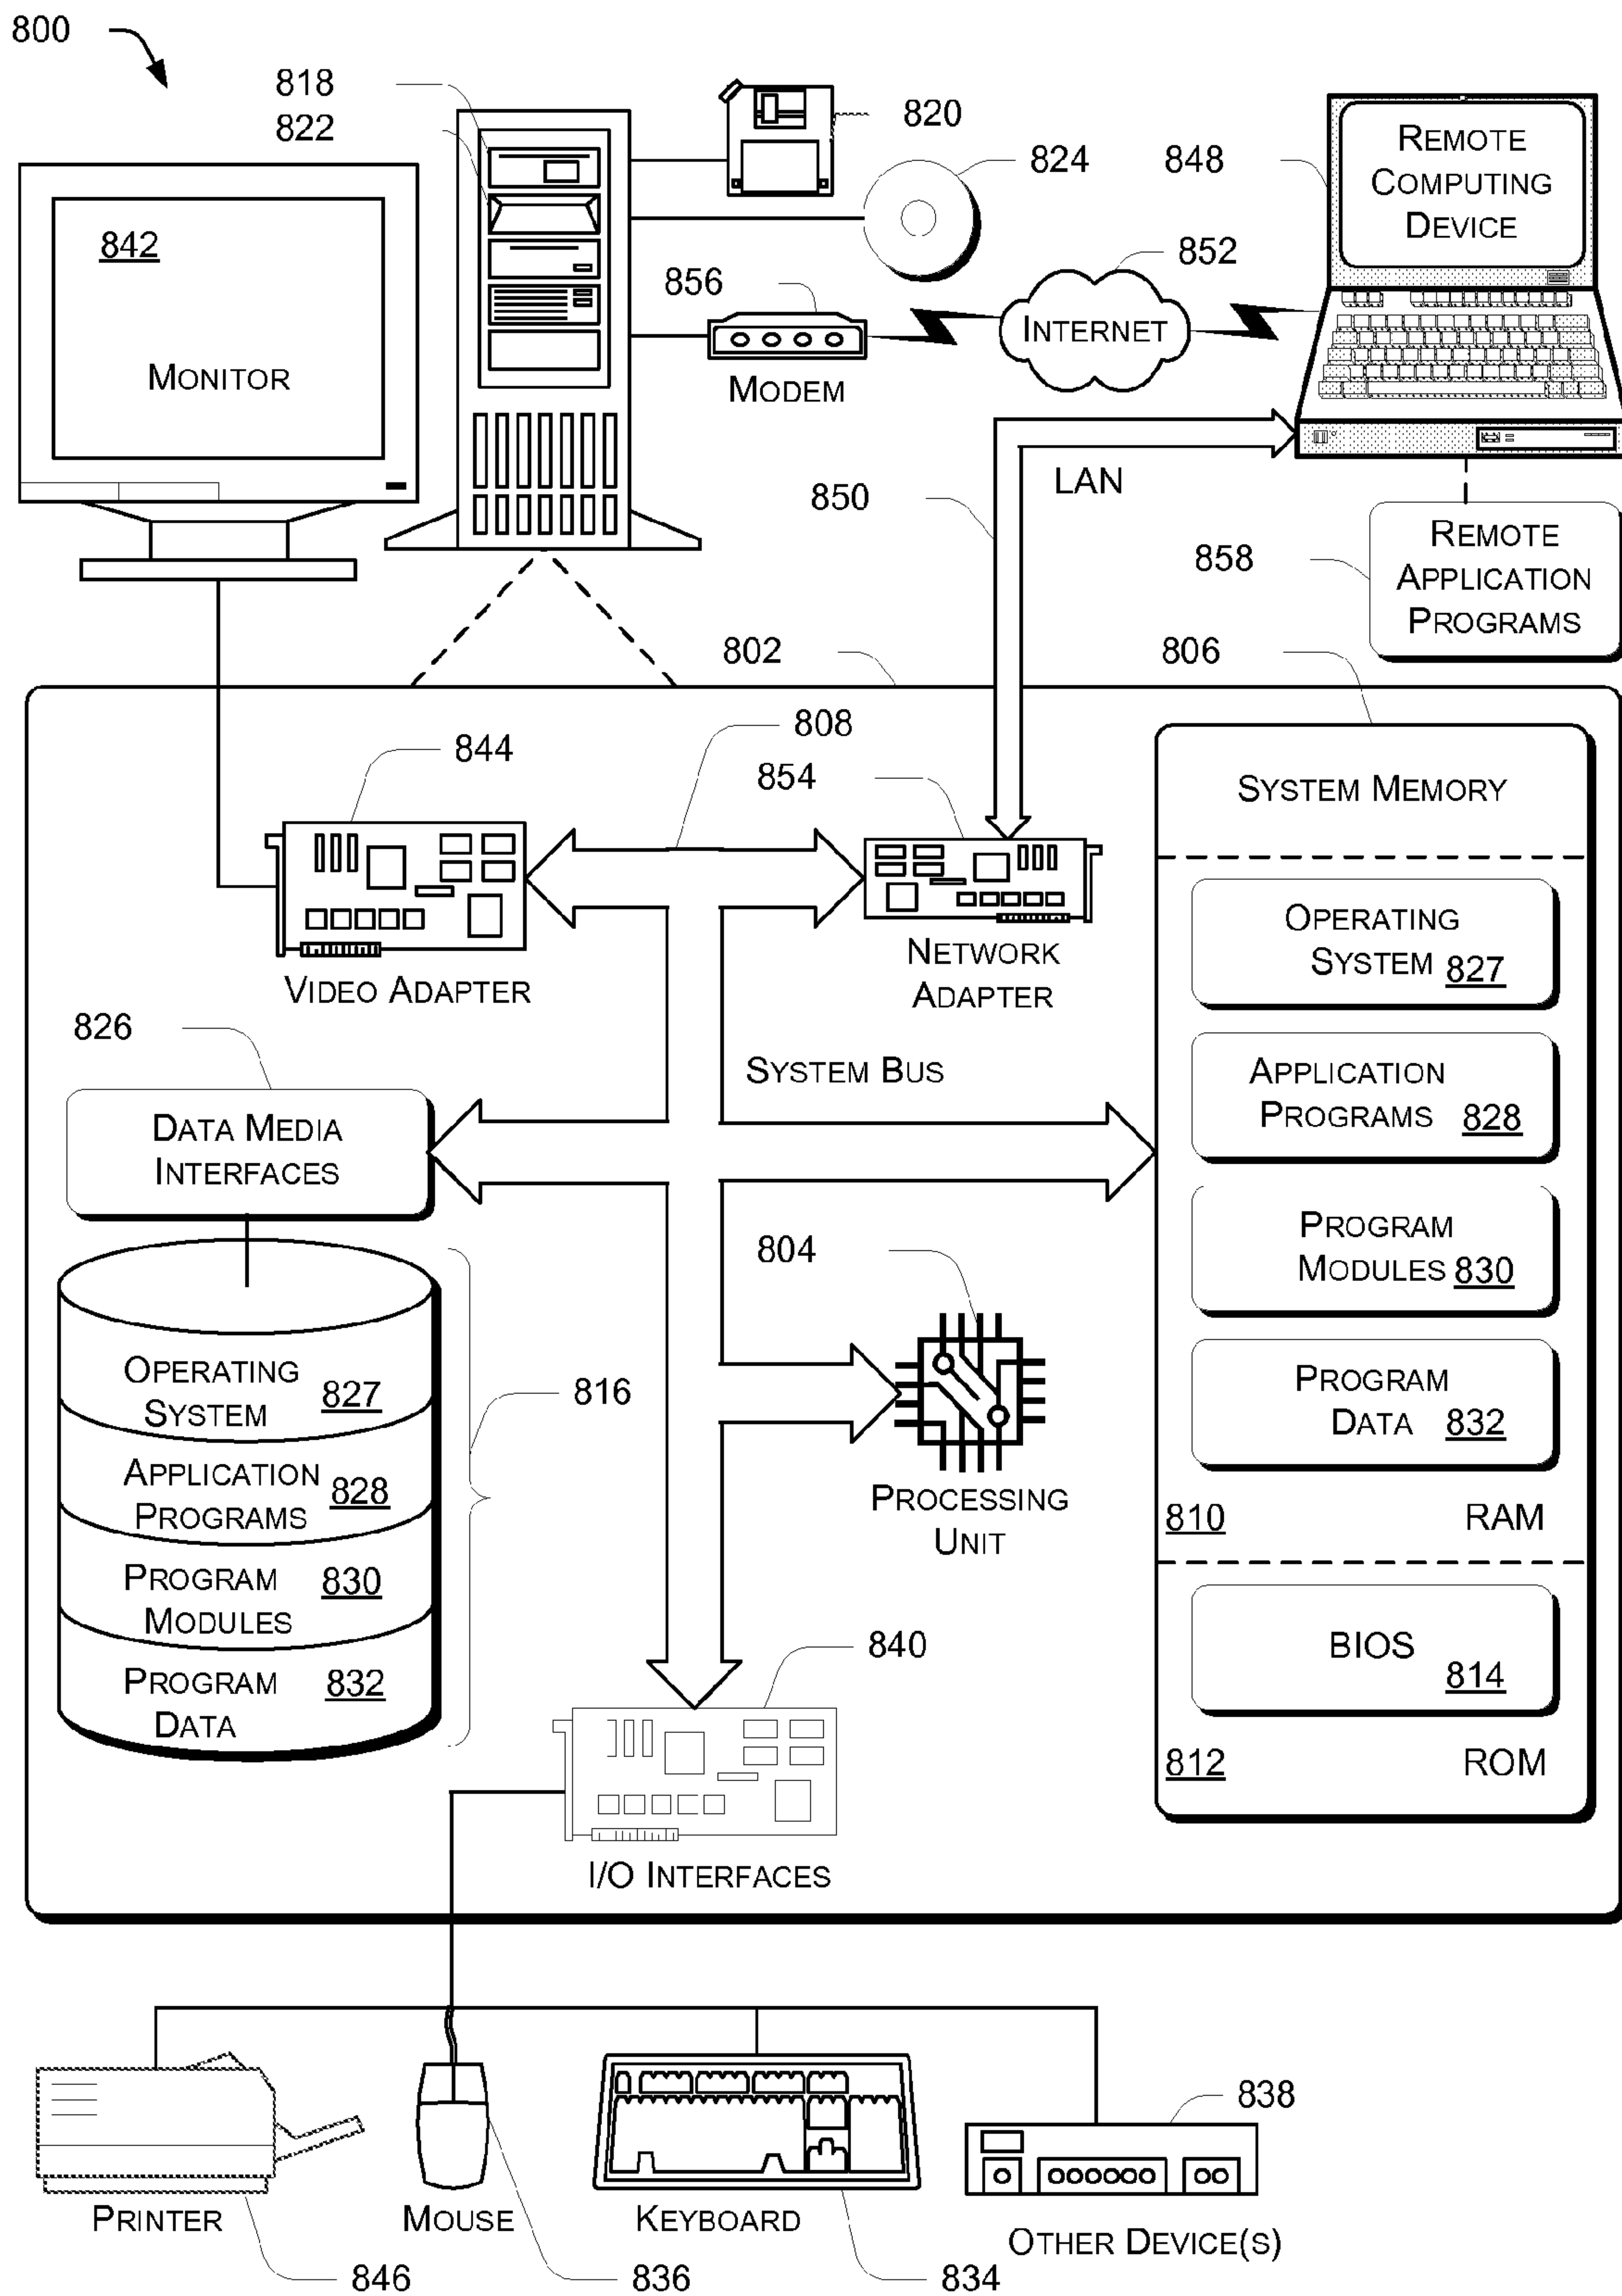 800
818
822
820
824
848
REMOTE
COMPUTING
DEVICE
842
MONITOR
856
852
INTERNET
MODEM
LAN
850
858
REMOTE
APPLICATION
PROGRAMS
802
806
808
844
854
SYSTEM MEMORY
VIDEO ADAPTER
NETWORK
ADAPTER
OPERATING
SYSTEM 827
826
SYSTEM BUS
APPLICATION
PROGRAMS 828
DATA MEDIA
INTERFACES
PROGRAM
MODULES 830
804
OPERATING
SYSTEM 827
816
PROGRAM
DATA 832
APPLICATION
PROGRAMS 828
PROCESSING
UNIT
810 RAM
PROGRAM
MODULES 830
BIOS
814
840
PROGRAM
DATA 832
812 ROM
I/O INTERFACES
838
PRINTER
MOUSE
KEYBOARD
OTHER DEVICE(S)
846
836
834